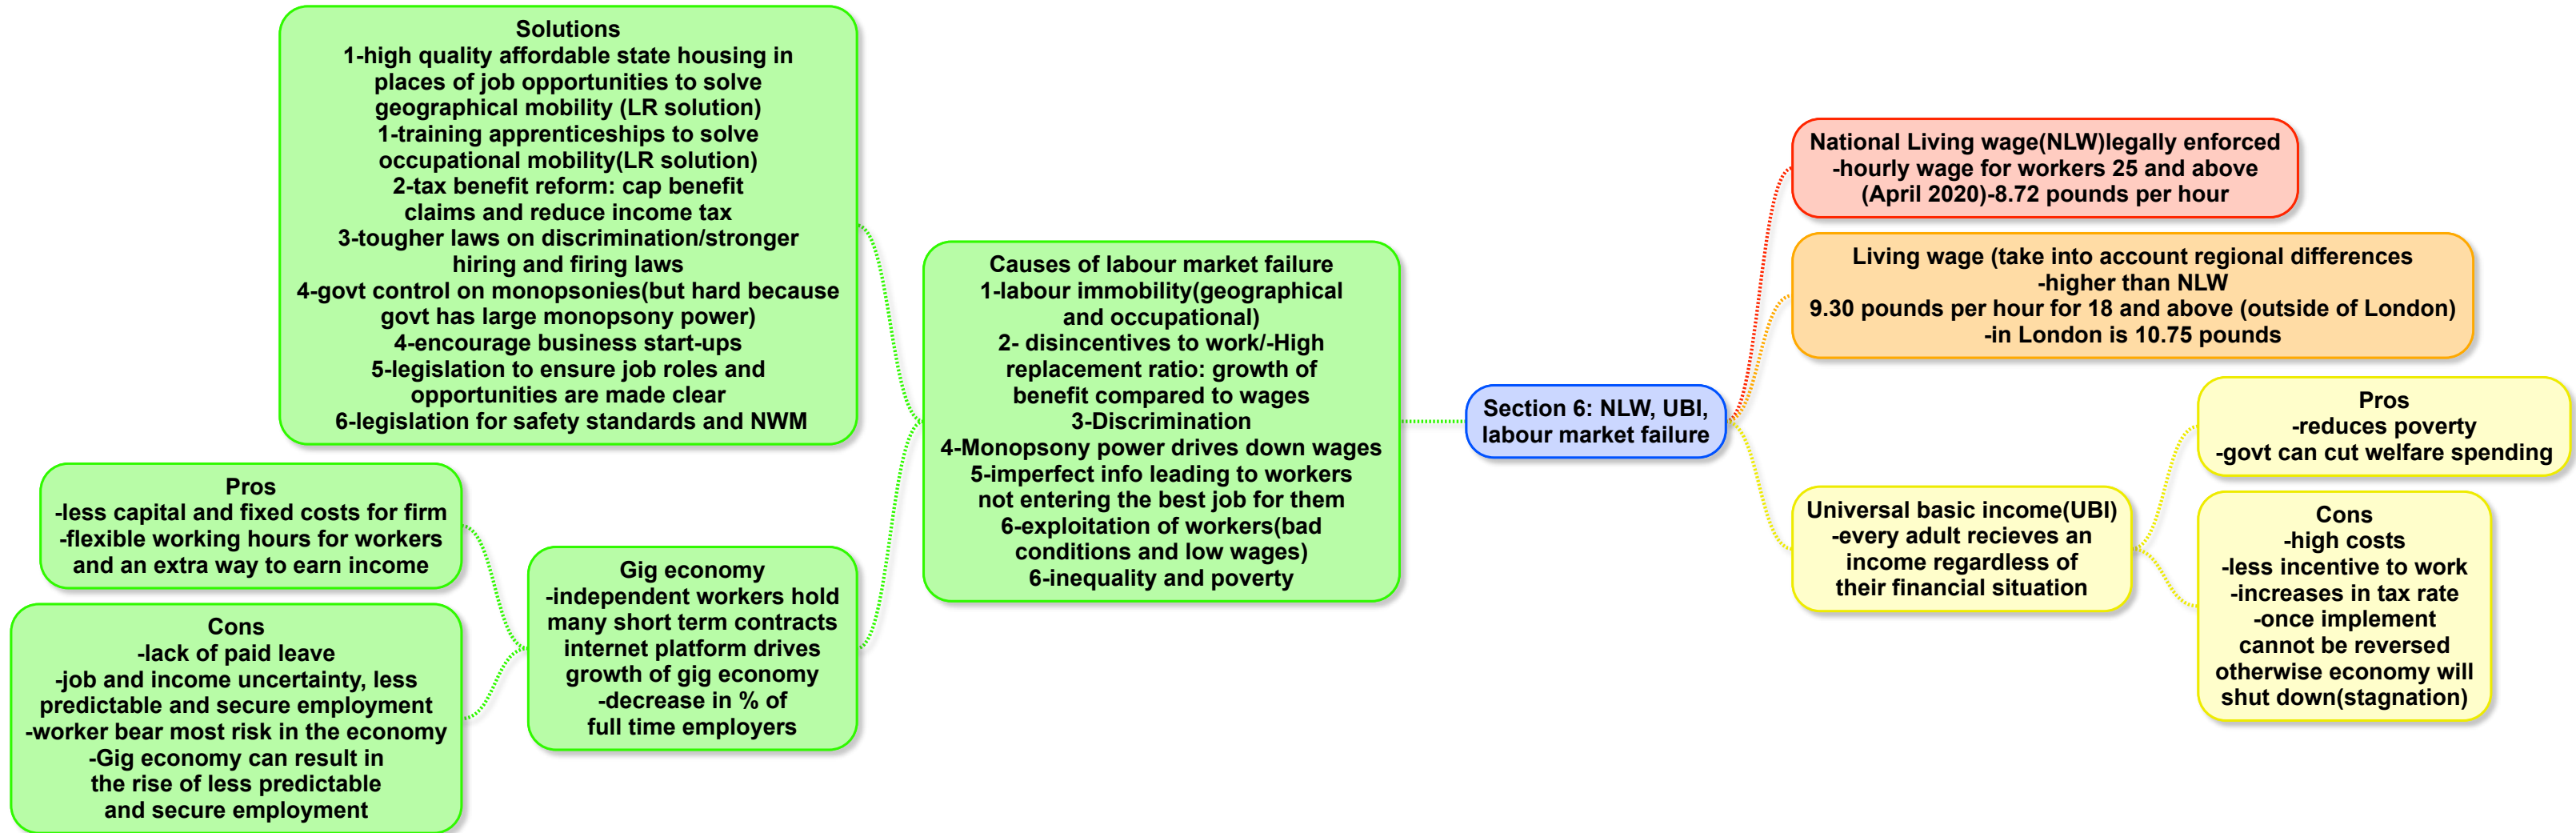 Solutions
1-high quality affordable state housing in
places of job opportunities to solve
geographical mobility (LR solution)
1-training apprenticeships to solve
occupational mobility(LR solution)
2-tax benefit reform: cap benefit
claims and reduce income tax
3-tougher laws on discrimination/stronger
hiring and firing laws
4-govt control on monopsonies(but hard because
govt has large monopsony power)
4-encourage business start-ups
5-legislation to ensure job roles and
opportunities are made clear
6-legislation for safety standards and NWM
Pros
-less capital and fixed costs for firm
-flexible working hours for workers
and an extra way to earn income
Cons
-lack of paid leave
-job and income uncertainty, less
predictable and secure employment
-worker bear most risk in the economy
-Gig economy can result in
the rise of less predictable
and secure employment
Gig economy
-independent workers hold
many short term contracts
internet platform drives
growth of gig economy
-decrease in % of
full time employers
Causes of labour market failure
1-labour immobility(geographical
and occupational)
2- disincentives to work/-High
replacement ratio: growth of
benefit compared to wages
3-Discrimination
4-Monopsony power drives down wages
5-imperfect info leading to workers
not entering the best job for them
6-exploitation of workers(bad
conditions and low wages)
6-inequality and poverty
Section 6: NLW, UBI,
labour market failure
National Living wage(NLW)legally enforced
-hourly wage for workers 25 and above
(April 2020)-8.72 pounds per hour
Living wage (take into account regional differences
-higher than NLW
9.30 pounds per hour for 18 and above (outside of London)
-in London is 10.75 pounds
Universal basic income(UBI)
-every adult recieves an
income regardless of
their financial situation
Pros
-reduces poverty
-govt can cut welfare spending
Cons
-high costs
-less incentive to work
-increases in tax rate
-once implement
cannot be reversed
otherwise economy will
shut down(stagnation)